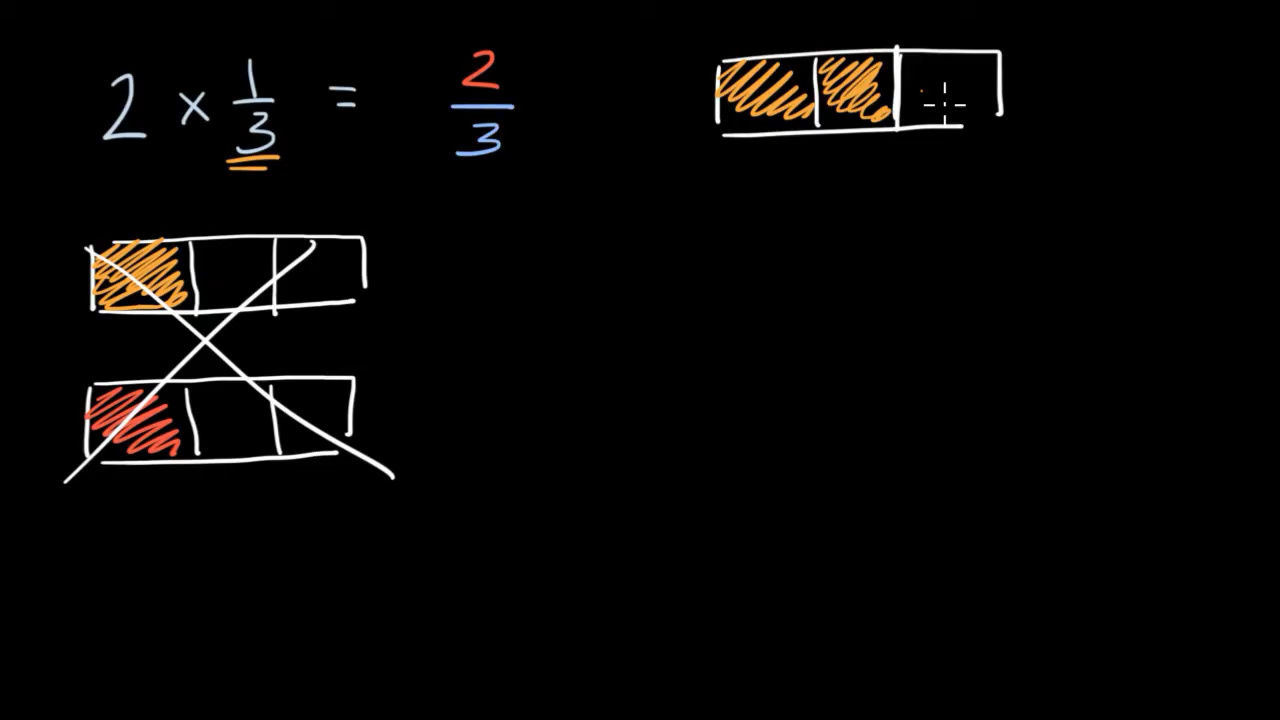 2 × 1/3 = 2/3